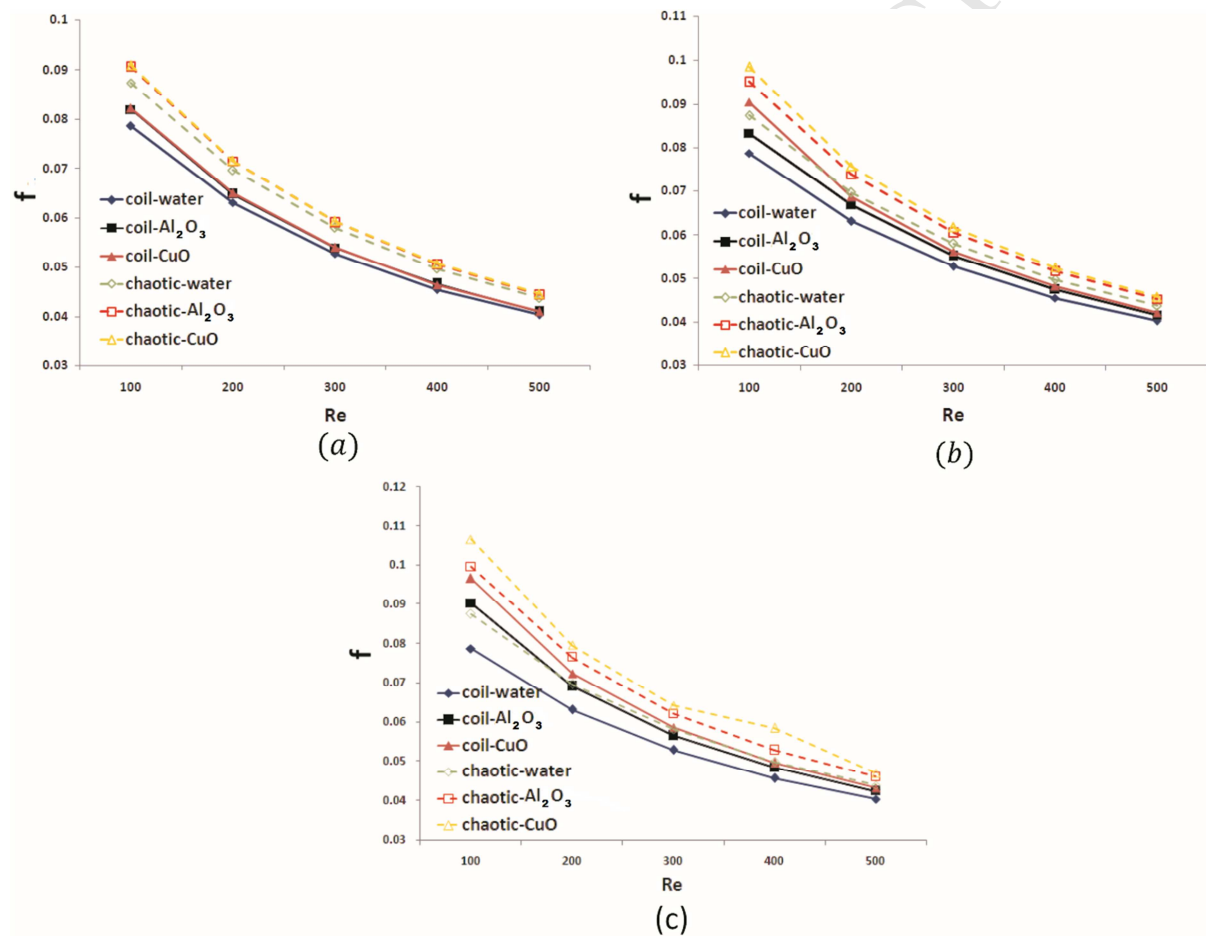 0.1
0.09
0.08
0.07
0.06
0.05
0.04
0.03
f
coil-water
coil-Al2O3
coil-CuO
chaotic-water
chaotic-Al2O3
chaotic-CuO
100 200 300 400 500
Re
(a)
0.11
0.1
0.09
0.08
0.07
0.06
0.05
0.04
0.03
f
coil-water
coil-Al2O3
coil-CuO
chaotic-water
chaotic-Al2O3
chaotic-CuO
100 200 300 400 500
Re
(b)
0.12
0.11
0.1
0.09
0.08
0.07
0.06
0.05
0.04
0.03
f
coil-water
coil-Al2O3
coil-CuO
chaotic-water
chaotic-Al2O3
chaotic-CuO
100 200 300 400 500
Re
(c)